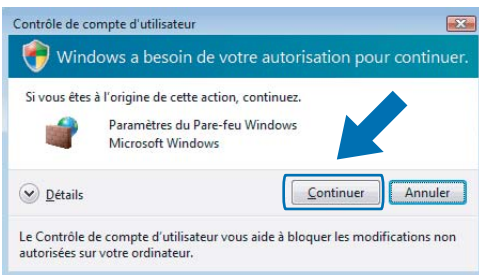 Contrôle de compte d'utilisateur
Windows a besoin de votre autorisation pour continuer.
Si vous êtes à l'origine de cette action, continuez.
Paramètres du Pare-feu Windows
Microsoft Windows
Détails
Continuer
Annuler
Le Contrôle de compte d'utilisateur vous aide à bloquer les modifications non
autorisées sur votre ordinateur.